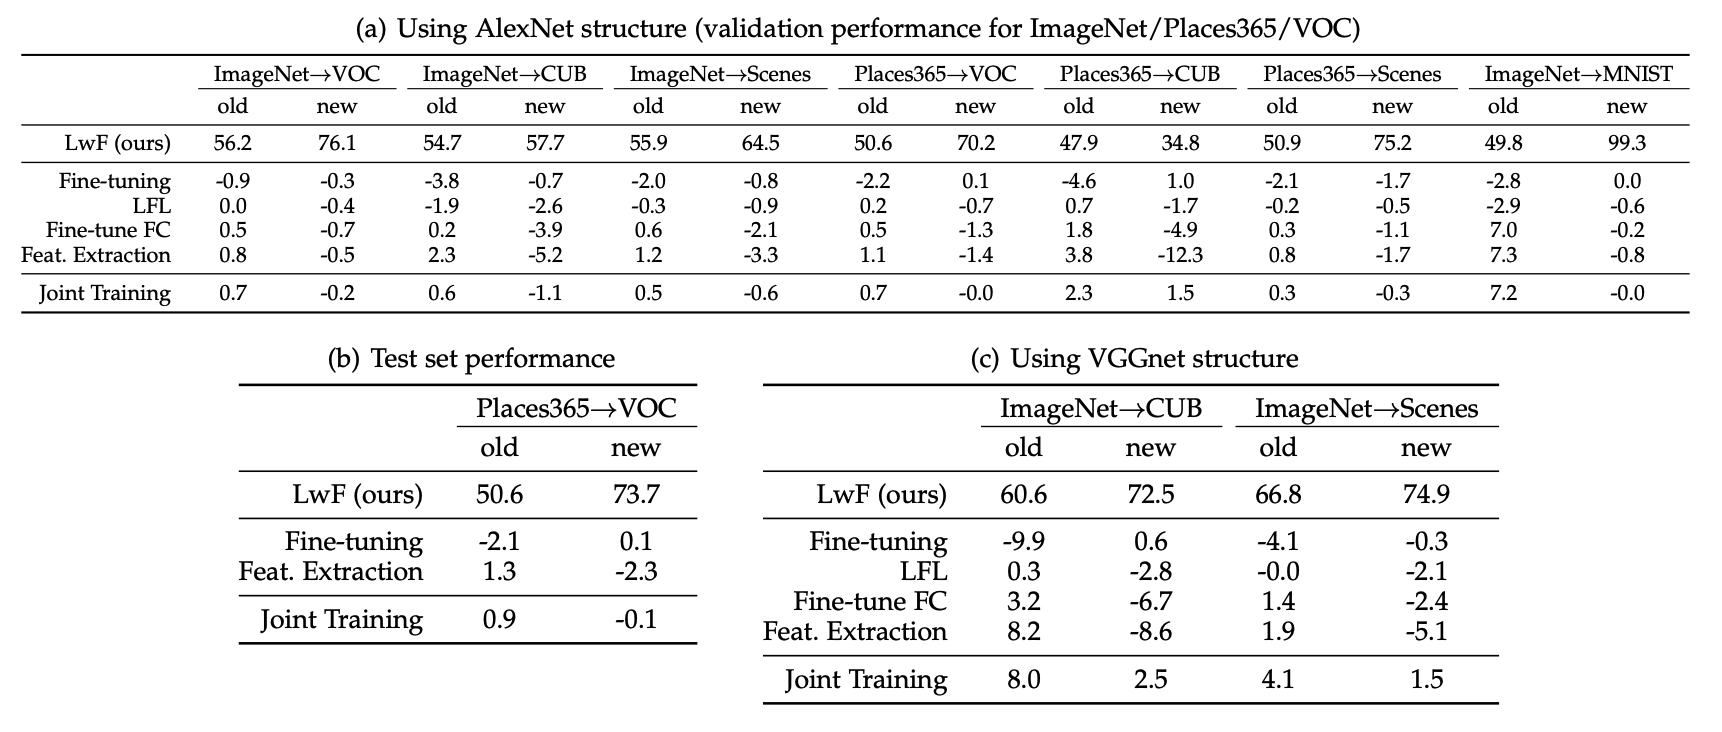 (a) Using AlexNet structure (validation performance for ImageNet/Places365/VOC)
ImageNet→VOC ImageNet→CUB ImageNet→Scenes Places365→VOC Places365→CUB Places365→Scenes ImageNet→MNIST
old new old new old new old new old new old new old new
LwF (ours) 56.2 76.1 54.7 57.7 55.9 64.5 50.6 70.2 47.9 34.8 50.9 75.2 49.8 99.3
Fine-tuning -0.9 -0.3 -3.8 -0.7 -2.0 -0.8 -2.2 0.1 -4.6 1.0 -2.1 -1.7 -2.8 0.0
LFL 0.0 -0.4 -1.9 -2.6 -0.3 -0.9 0.2 -0.7 0.7 -1.7 -0.2 -0.5 -2.9 -0.6
Fine-tune FC 0.5 -0.7 0.2 -3.9 0.6 -2.1 0.5 -1.3 1.8 -4.9 0.3 -1.1 7.0 -0.2
Feat. Extraction 0.8 -0.5 2.3 -5.2 1.2 -3.3 1.1 -1.4 3.8 -12.3 0.8 -1.7 7.3 -0.8
Joint Training 0.7 -0.2 0.6 -1.1 0.5 -0.6 0.7 -0.0 2.3 1.5 0.3 -0.3 7.2 -0.0
(b) Test set performance
Places365→VOC
old new
LwF (ours) 50.6 73.7
Fine-tuning -2.1 0.1
Feat. Extraction 1.3 -2.3
Joint Training 0.9 -0.1
(c) Using VGGnet structure
ImageNet→CUB ImageNet→Scenes
old new old new
LwF (ours) 60.6 72.5 66.8 74.9
Fine-tuning -9.9 0.6 -4.1 -0.3
LFL 0.3 -2.8 -0.0 -2.1
Fine-tune FC 3.2 -6.7 1.4 -2.4
Feat. Extraction 8.2 -8.6 1.9 -5.1
Joint Training 8.0 2.5 4.1 1.5